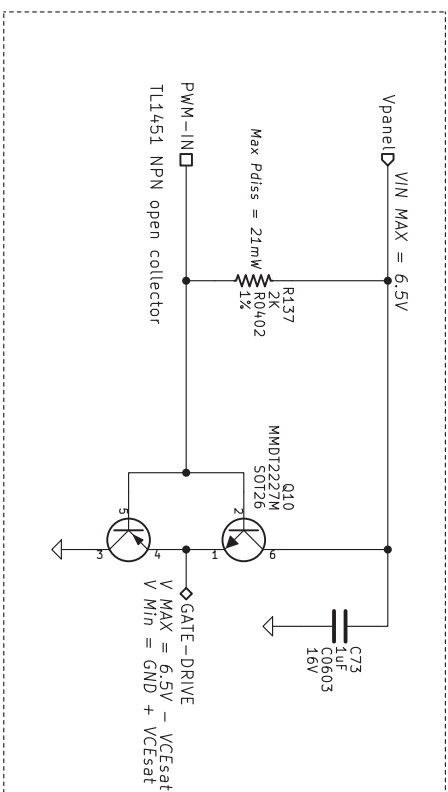 Vpanel
VIN MAX = 6.5V
PWM-IN
TL1451 NPN open collector
Max Pdiss = 21mW
R137
2K
R0402
1%
Q10
MMDT2227M
SOT26
2
6
1
5
4
3
GATE-DRIVE
V MAX = 6.5V - VCEsat
V Min = GND + VCEsat
C73
1uF
C0603
16V